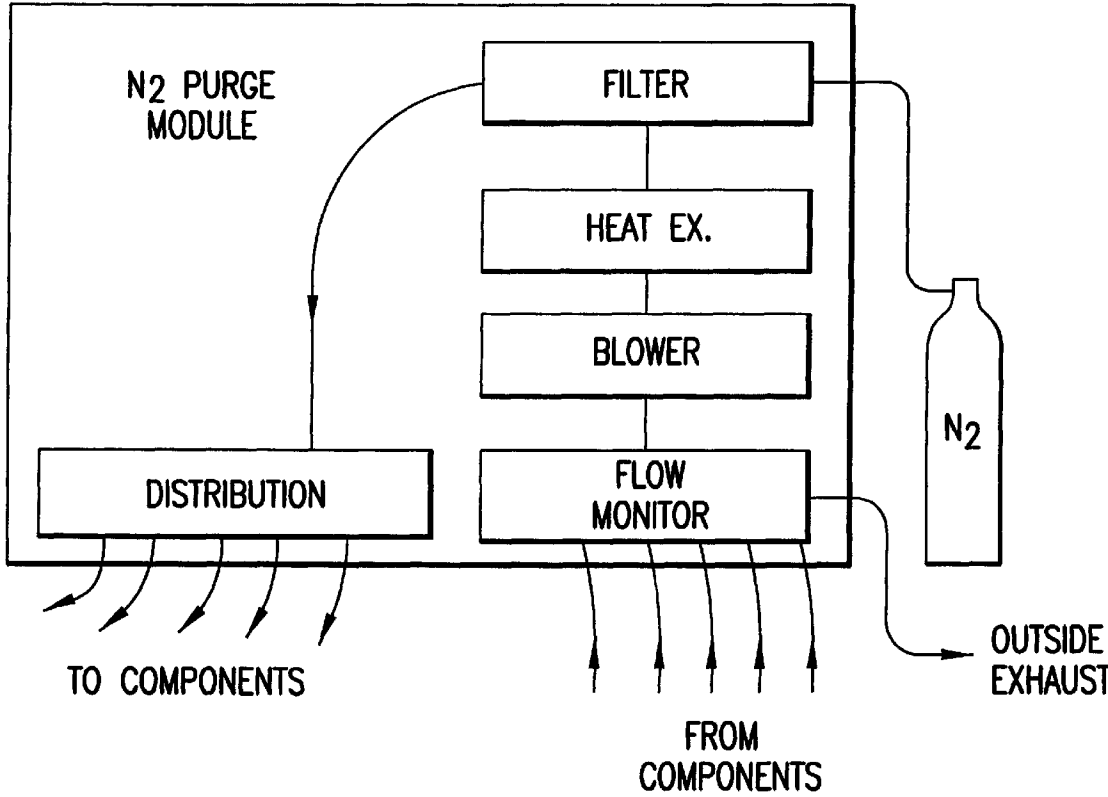 N2 PURGE
MODULE
FILTER
HEAT EX.
BLOWER
N2
DISTRIBUTION
FLOW
MONITOR
TO COMPONENTS
OUTSIDE
EXHAUST
FROM
COMPONENTS